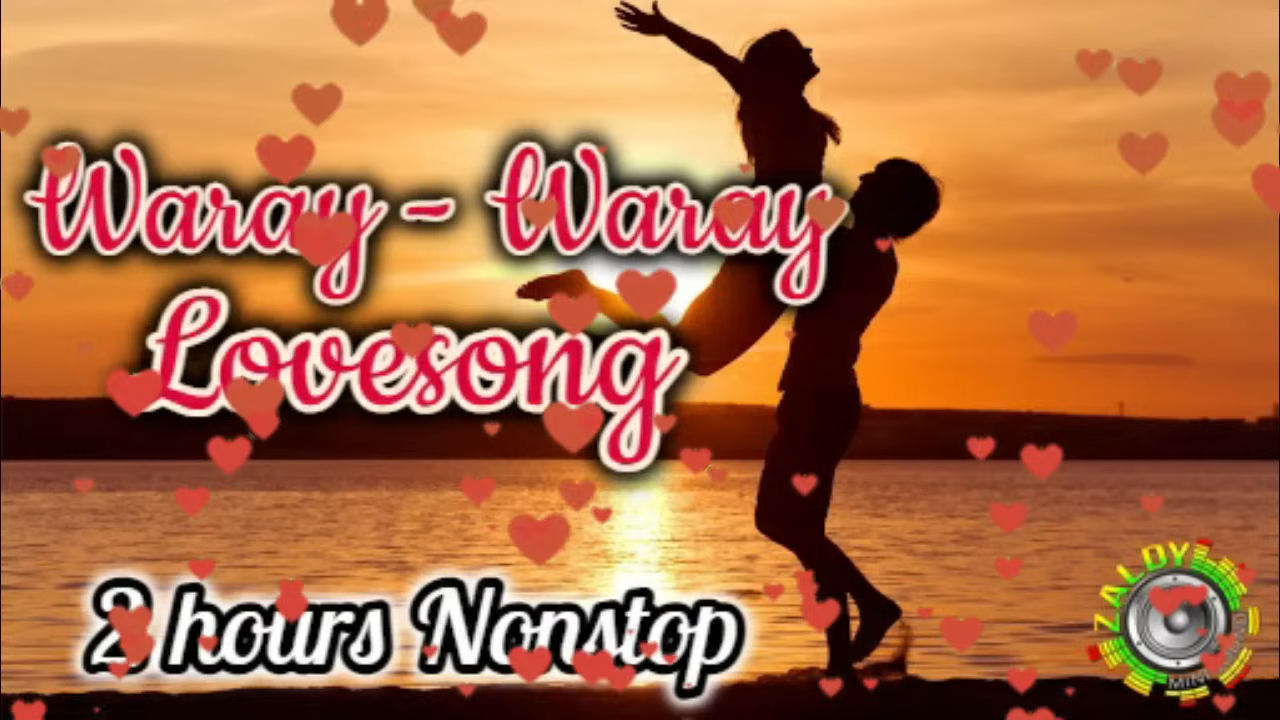 Waray - Waray
Lovesong
2 hours Nonstop
ZALDY
MINI